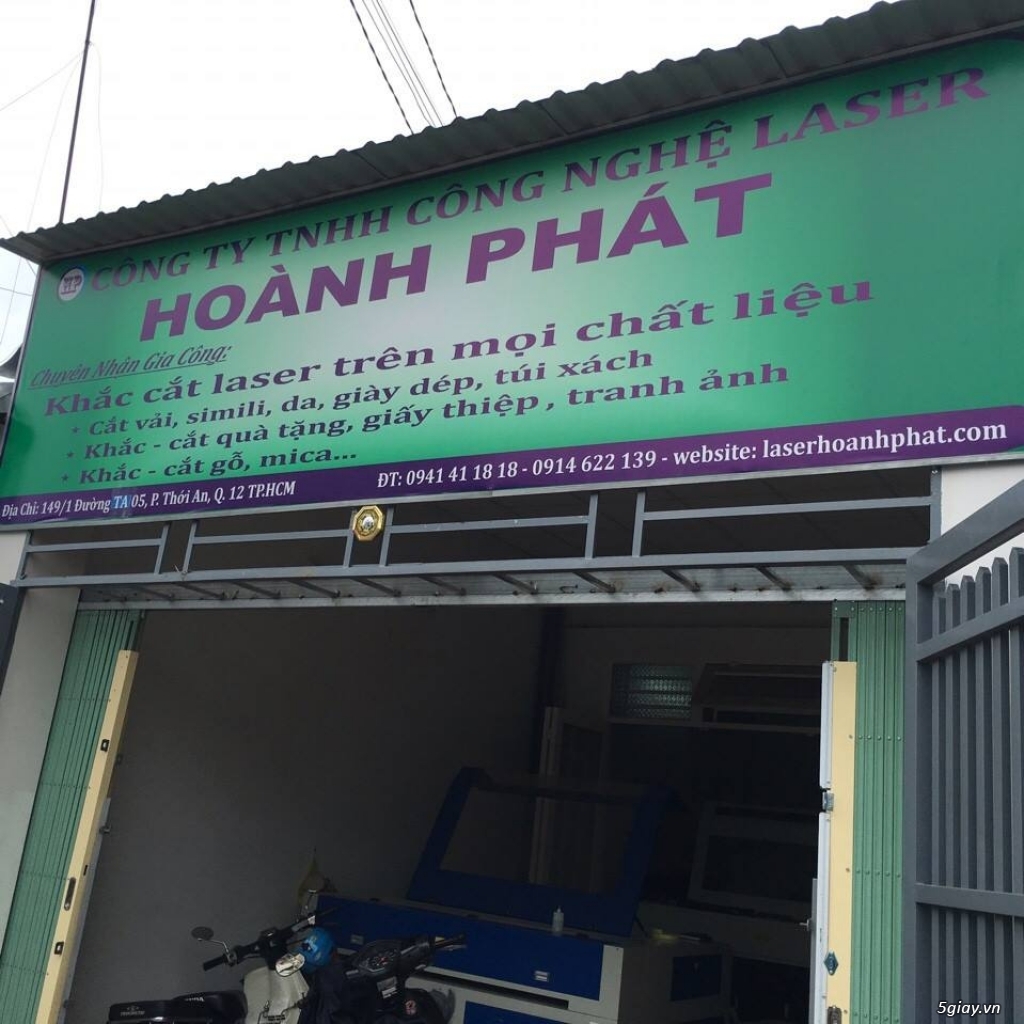 HP CÔNG TY TNHH CÔNG NGHỆ LASER
HOÀNH PHÁT
Chuyên Nhận Gia Công:
Khắc cắt laser trên mọi chất liệu
* Cắt vải, simili, da, giày dép, túi xách
* Khắc - cắt quà tặng, giấy thiệp , tranh ảnh
* Khắc - cắt gỗ, mica...
Địa Chỉ: 149/1 Đường TA 05, P. Thới An, Q. 12 TP.HCM
ĐT: 0941 41 18 18 - 0914 622 139 - website: laserhoanhphat.com
5giay.vn